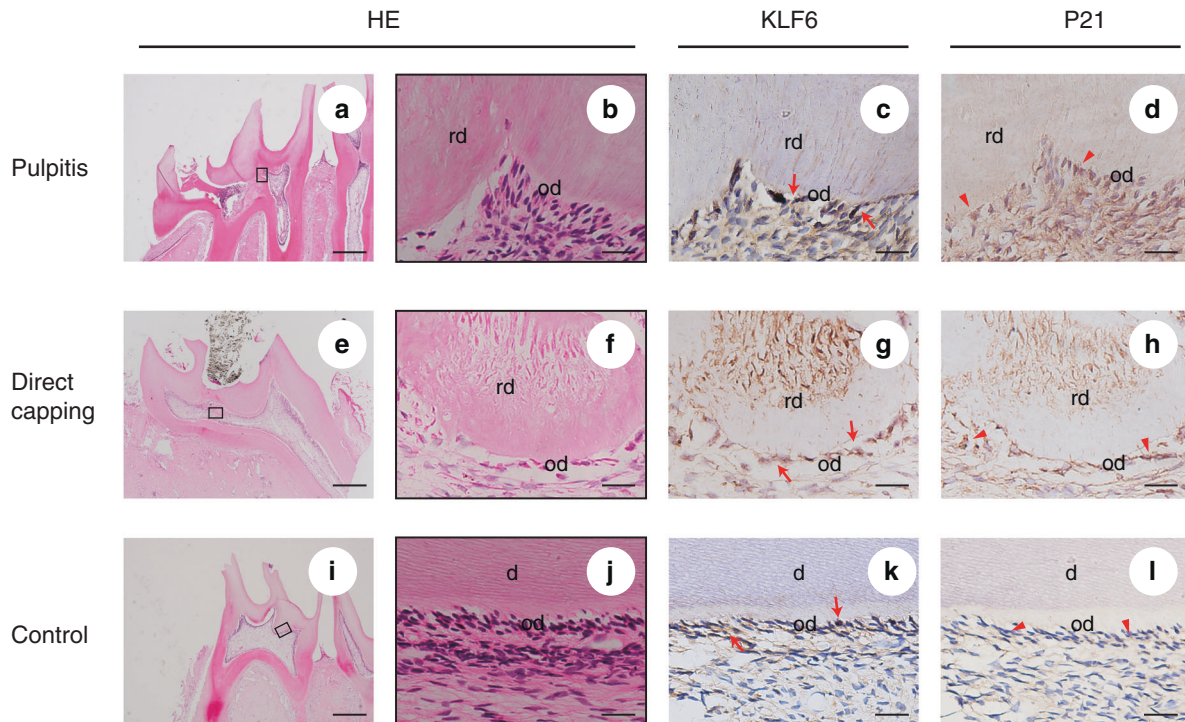 HE KLF6 P21
Pulpitis
a b c d
rd rd rd
od od od
Direct
capping
e f g h
rd rd rd
od od od
Control
i j k l
d d d
od od od